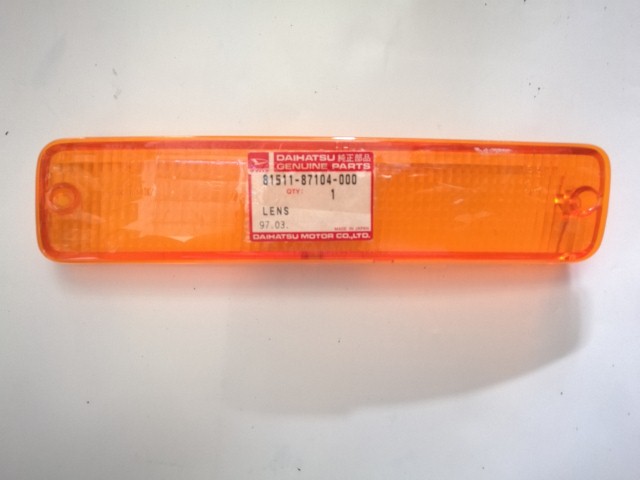 DAIHATSU 純正部品
GENUINE PARTS
81511-87104-000
QTY: 1
LENS
97.03.
MADE IN JAPAN
DAIHATSU MOTOR CO.,LTD.